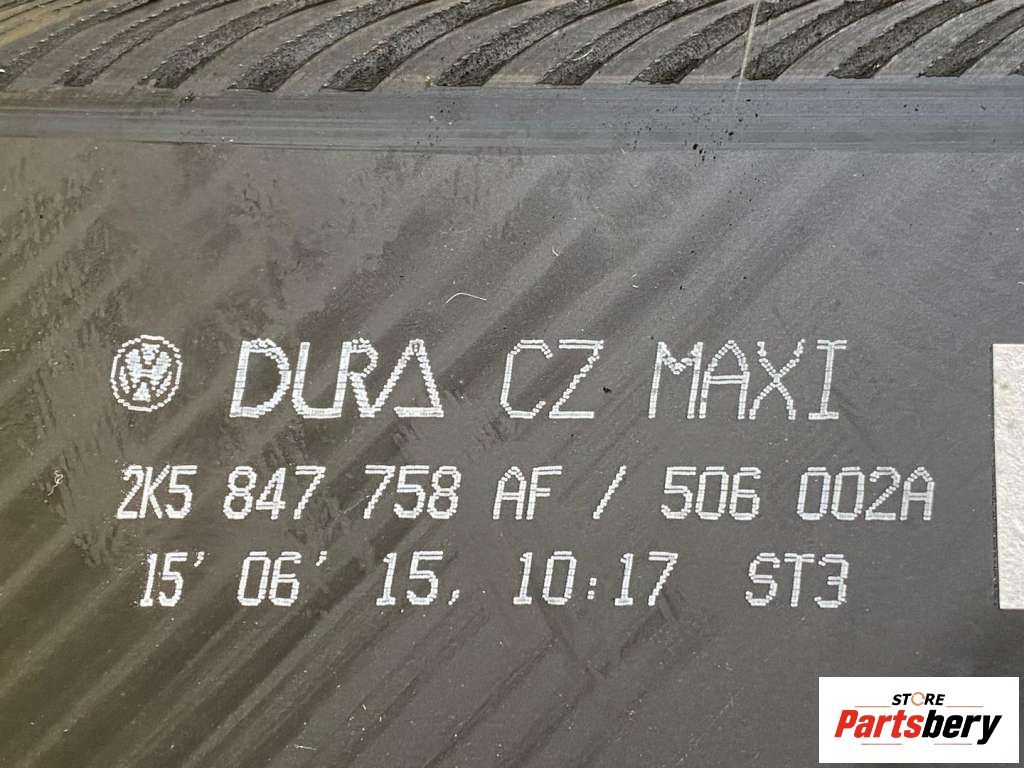 DURA CZ MAXI
2K5 847 758 AF / 506 002A
15' 06' 15, 10:17 ST3
STORE
Partsbery